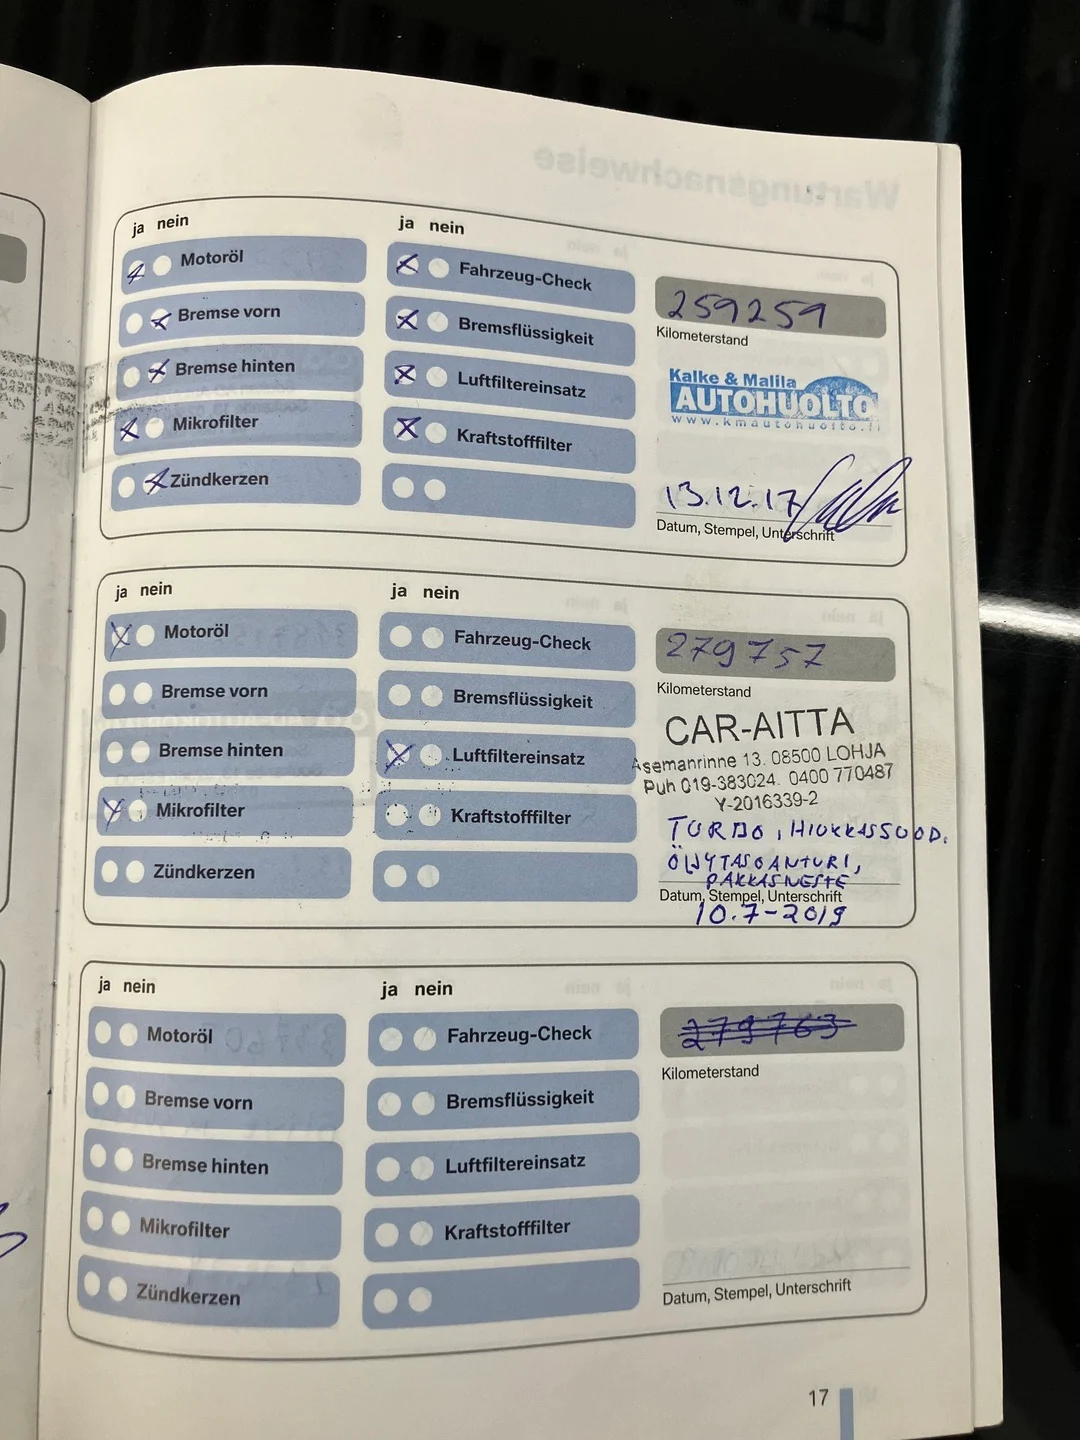 ja nein
Motoröl
Bremse vorn
Bremse hinten
Mikrofilter
Zündkerzen
ja nein
Fahrzeug-Check
Bremsflüssigkeit
Luftfiltereinsatz
Kraftstofffilter
259259
Kilometerstand
Kalke & Malila
AUTOHUOLTO
www.kmautohuolto.fi
13.12.17
Datum, Stempel, Unterschrift
ja nein
Motoröl
Bremse vorn
Bremse hinten
Mikrofilter
Zündkerzen
ja nein
Fahrzeug-Check
Bremsflüssigkeit
Luftfiltereinsatz
Kraftstofffilter
279757
Kilometerstand
CAR-AITTA
Asemanrinne 13. 08500 LOHJA
Puh 019-383024. 0400 770487
Y-2016339-2
TURBO, HIUKKASSUOD.
ÖLJYTASOANTURI,
PAKKASNESTE
Datum, Stempel, Unterschrift
10.7-2019
ja nein
Motoröl
Bremse vorn
Bremse hinten
Mikrofilter
Zündkerzen
ja nein
Fahrzeug-Check
Bremsflüssigkeit
Luftfiltereinsatz
Kraftstofffilter
279763
Kilometerstand
Datum, Stempel, Unterschrift
17